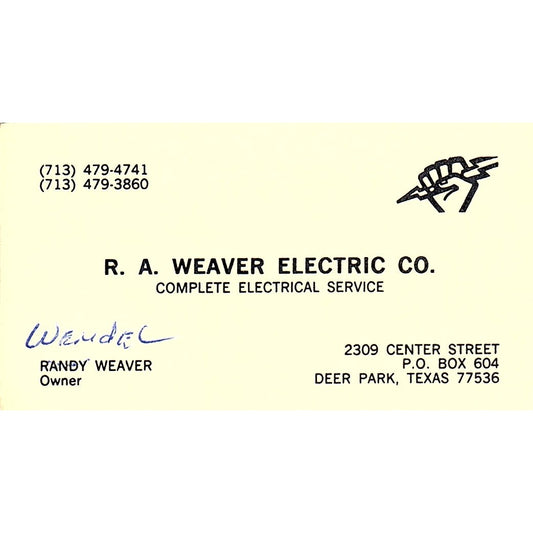 (713) 479-4741
(713) 479-3860
R. A. WEAVER ELECTRIC CO.
COMPLETE ELECTRICAL SERVICE
Wendel
RANDY WEAVER
Owner
2309 CENTER STREET
P.O. BOX 604
DEER PARK, TEXAS 77536